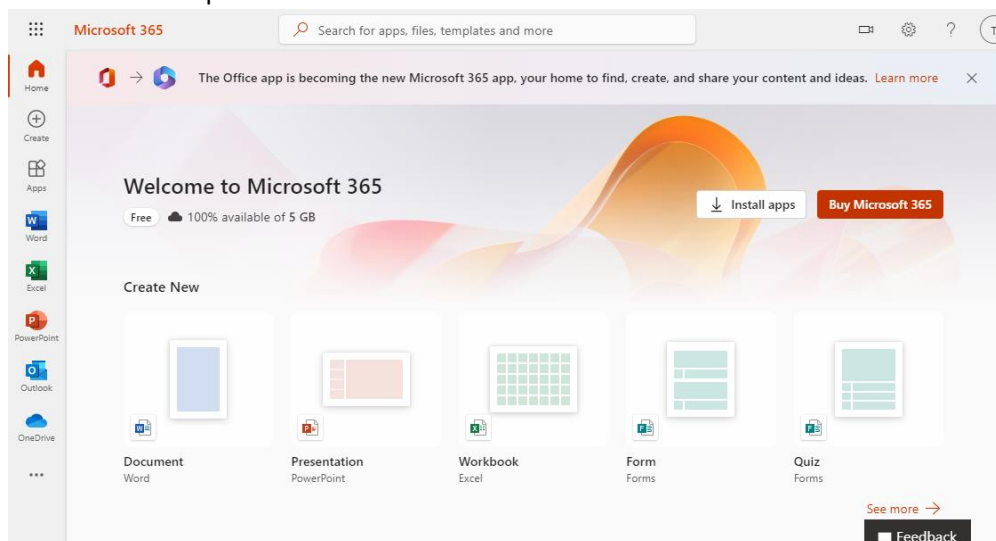 Microsoft 365
Search for apps, files, templates and more
?
T
Home
The Office app is becoming the new Microsoft 365 app, your home to find, create, and share your content and ideas. Learn more
Create
Apps
Word
Excel
PowerPoint
Outlook
OneDrive
Welcome to Microsoft 365
Free 100% available of 5 GB
Install apps
Buy Microsoft 365
Create New
Document
Word
Presentation
PowerPoint
Workbook
Excel
Form
Forms
Quiz
Forms
See more
Feedback